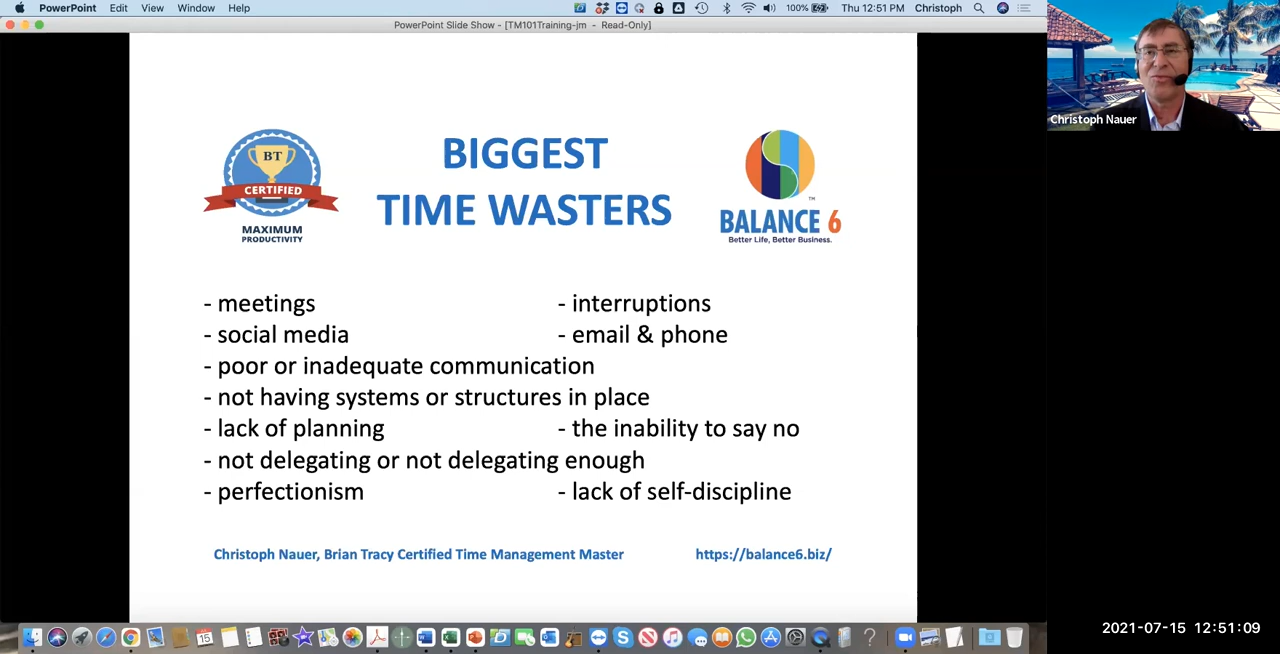 PowerPoint Edit View Window Help 100% Thu 12:51 PM Christoph
PowerPoint Slide Show - [TM101Training-jm - Read-Only]
Christoph Nauer
BT
CERTIFIED
MAXIMUM
PRODUCTIVITY
BIGGEST
TIME WASTERS
TM
BALANCE 6
Better Life, Better Business.
- meetings - interruptions
- social media - email & phone
- poor or inadequate communication
- not having systems or structures in place
- lack of planning - the inability to say no
- not delegating or not delegating enough
- perfectionism - lack of self-discipline
Christoph Nauer, Brian Tracy Certified Time Management Master https://balance6.biz/
15
2021-07-15 12:51:09